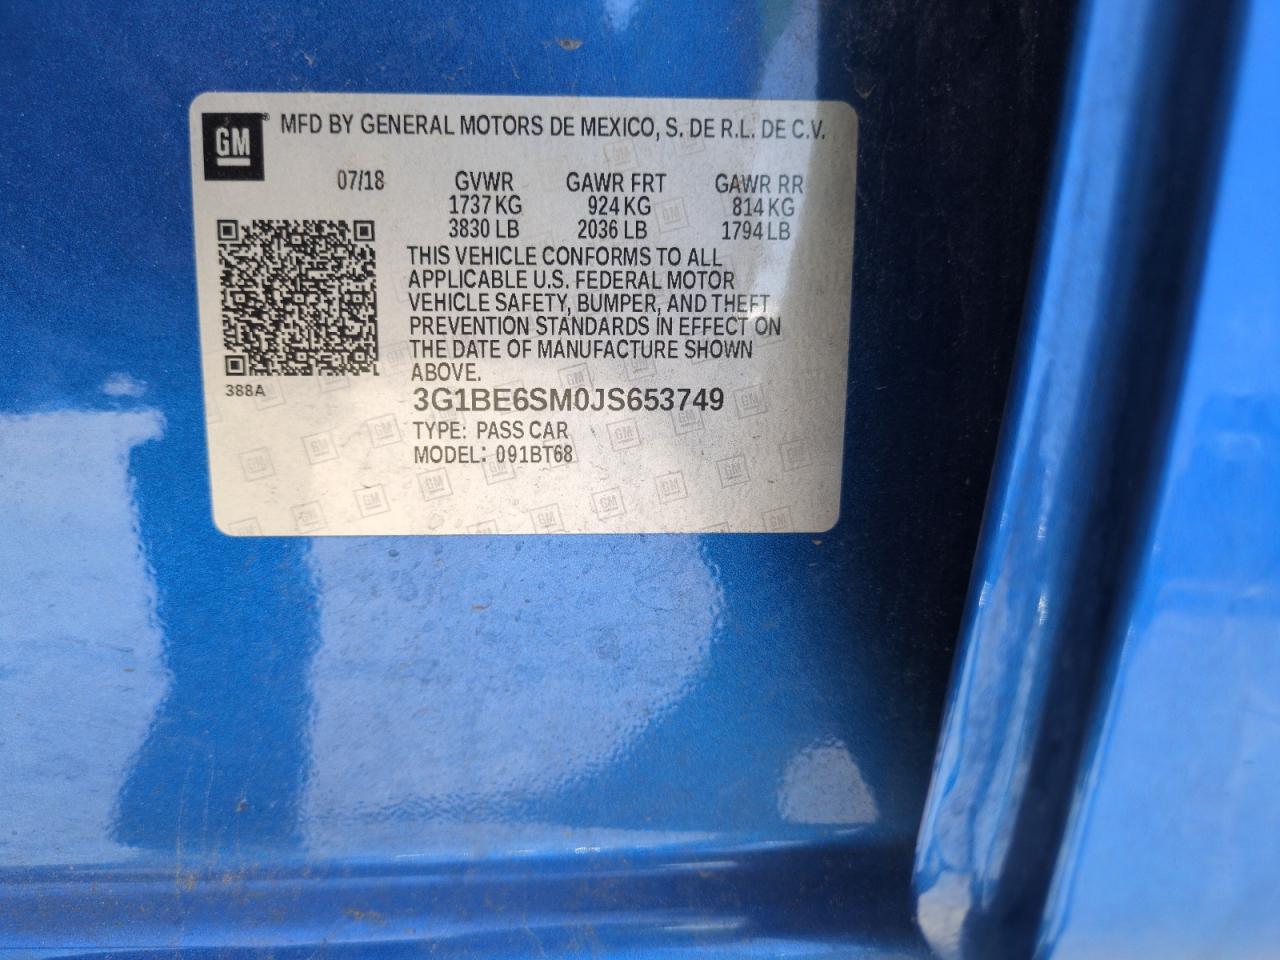 GM® MFD BY GENERAL MOTORS DE MEXICO, S. DE R.L. DE C.V.
07/18 GVWR GAWR FRT GAWR RR
1737 KG 924 KG 814 KG
3830 LB 2036 LB 1794 LB
THIS VEHICLE CONFORMS TO ALL
APPLICABLE U.S. FEDERAL MOTOR
VEHICLE SAFETY, BUMPER, AND THEFT
PREVENTION STANDARDS IN EFFECT ON
THE DATE OF MANUFACTURE SHOWN
ABOVE.
388A
3G1BE6SM0JS653749
TYPE: PASS CAR
MODEL: 091BT68